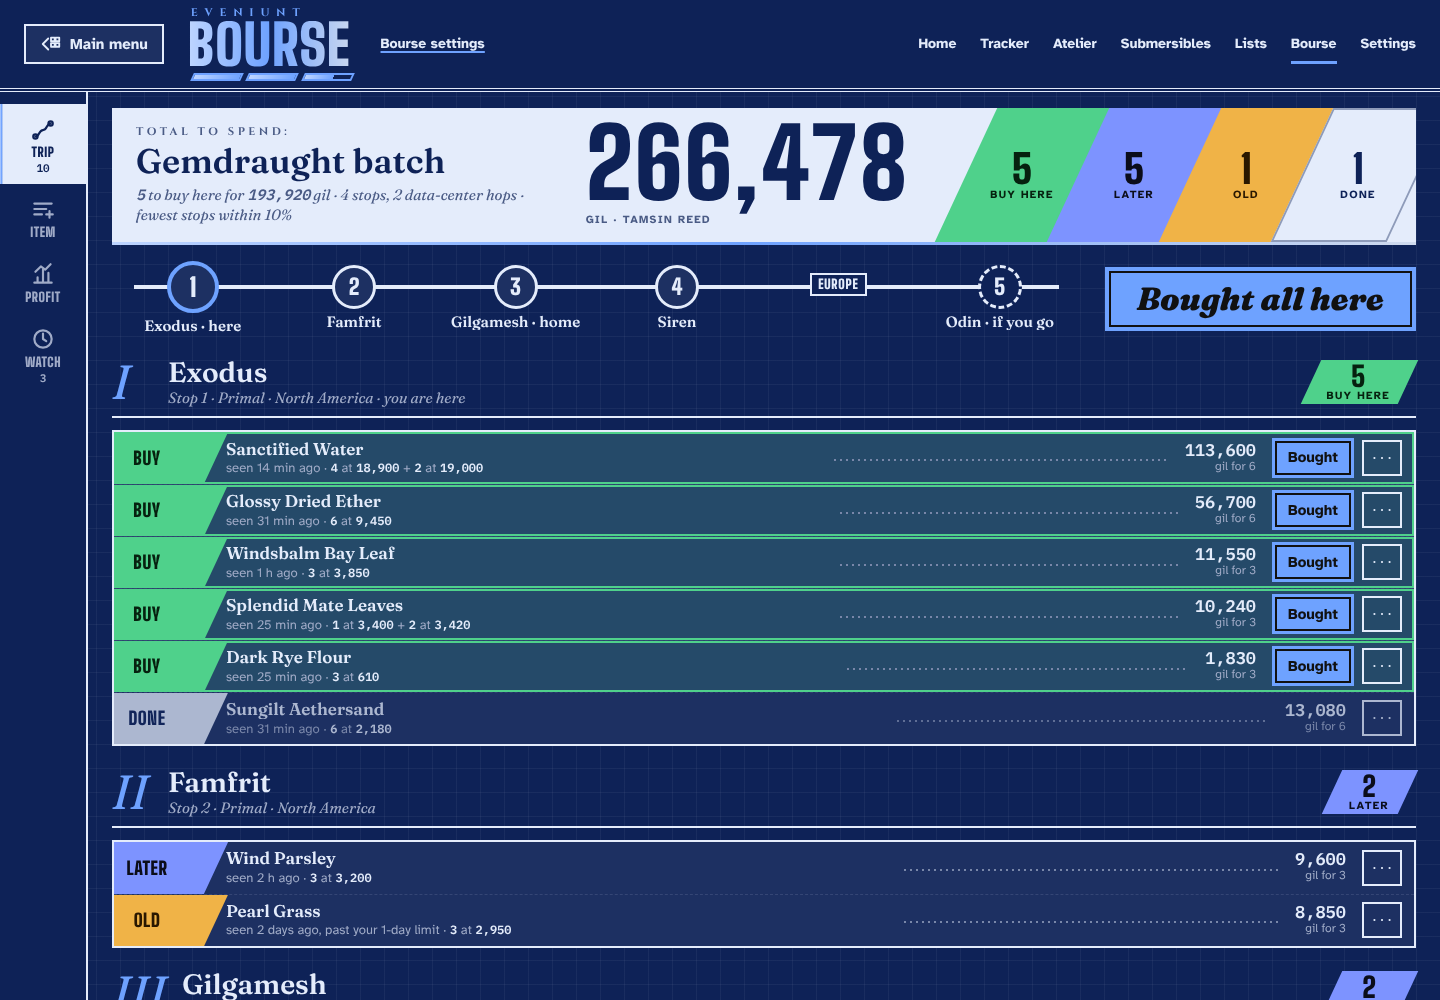 Main menu
EVENIUNT
BOURSE
Bourse settings
Home
Tracker
Atelier
Submersibles
Lists
Bourse
Settings
TRIP
10
ITEM
PROFIT
WATCH
3
TOTAL TO SPEND:
Gemdraught batch
5 to buy here for 193,920 gil · 4 stops, 2 data-center hops ·
fewest stops within 10%
266,478
GIL · TAMSIN REED
5
BUY HERE
5
LATER
1
OLD
1
DONE
1
Exodus · here
2
Famfrit
3
Gilgamesh · home
4
Siren
EUROPE
5
Odin · if you go
Bought all here
I
Exodus
Stop 1 · Primal · North America · you are here
5
BUY HERE
BUY
Sanctified Water
seen 14 min ago · 4 at 18,900 + 2 at 19,000
113,600
gil for 6
Bought
...
BUY
Glossy Dried Ether
seen 31 min ago · 6 at 9,450
56,700
gil for 6
Bought
...
BUY
Windsbalm Bay Leaf
seen 1 h ago · 3 at 3,850
11,550
gil for 3
Bought
...
BUY
Splendid Mate Leaves
seen 25 min ago · 1 at 3,400 + 2 at 3,420
10,240
gil for 3
Bought
...
BUY
Dark Rye Flour
seen 25 min ago · 3 at 610
1,830
gil for 3
Bought
...
DONE
Sungilt Aethersand
seen 31 min ago · 6 at 2,180
13,080
gil for 6
...
II
Famfrit
Stop 2 · Primal · North America
2
LATER
LATER
Wind Parsley
seen 2 h ago · 3 at 3,200
9,600
gil for 3
...
OLD
Pearl Grass
seen 2 days ago, past your 1-day limit · 3 at 2,950
8,850
gil for 3
...
III
Gilgamesh
2